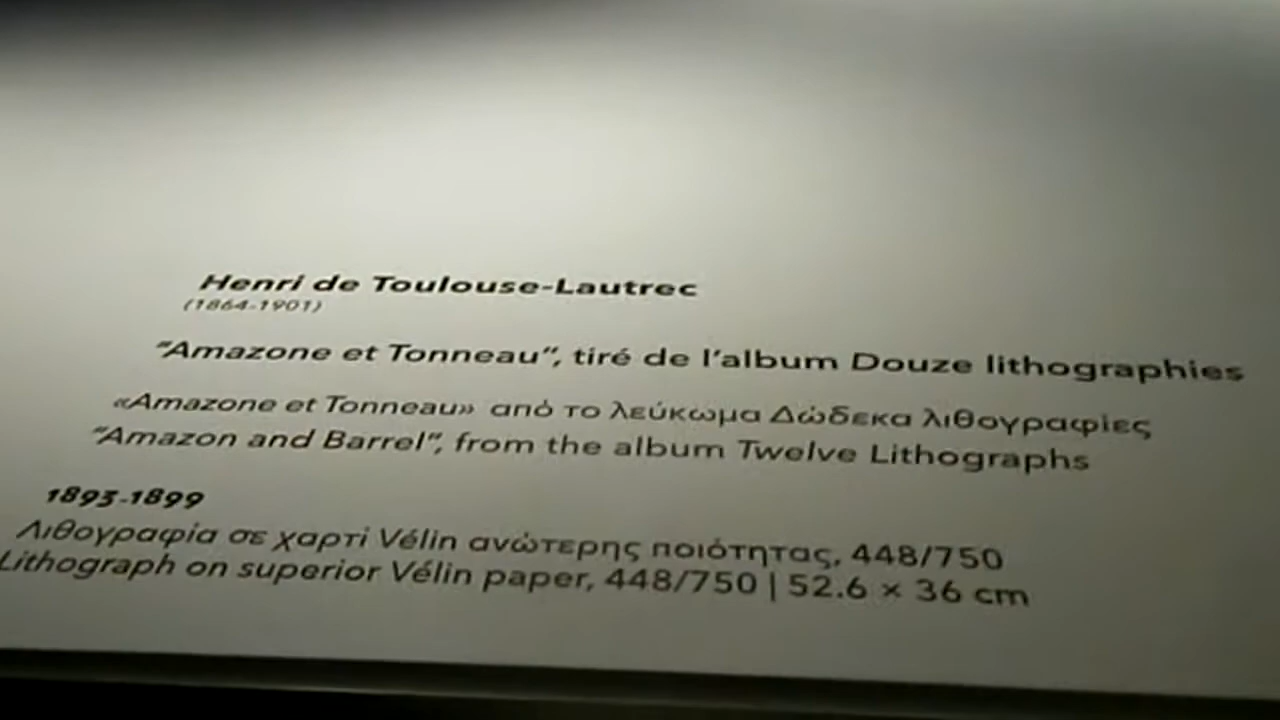 Henri de Toulouse-Lautrec
(1864-1901)
"Amazone et Tonneau", tiré de l'album Douze lithographies
«Amazone et Tonneau» από το λεύκωμα Δώδεκα λιθογραφίες
"Amazon and Barrel", from the album Twelve Lithographs
1895-1899
Λιθογραφία σε χαρτί Vélin ανώτερης ποιότητας, 448/750
Lithograph on superior Vélin paper, 448/750 | 52.6 × 36 cm